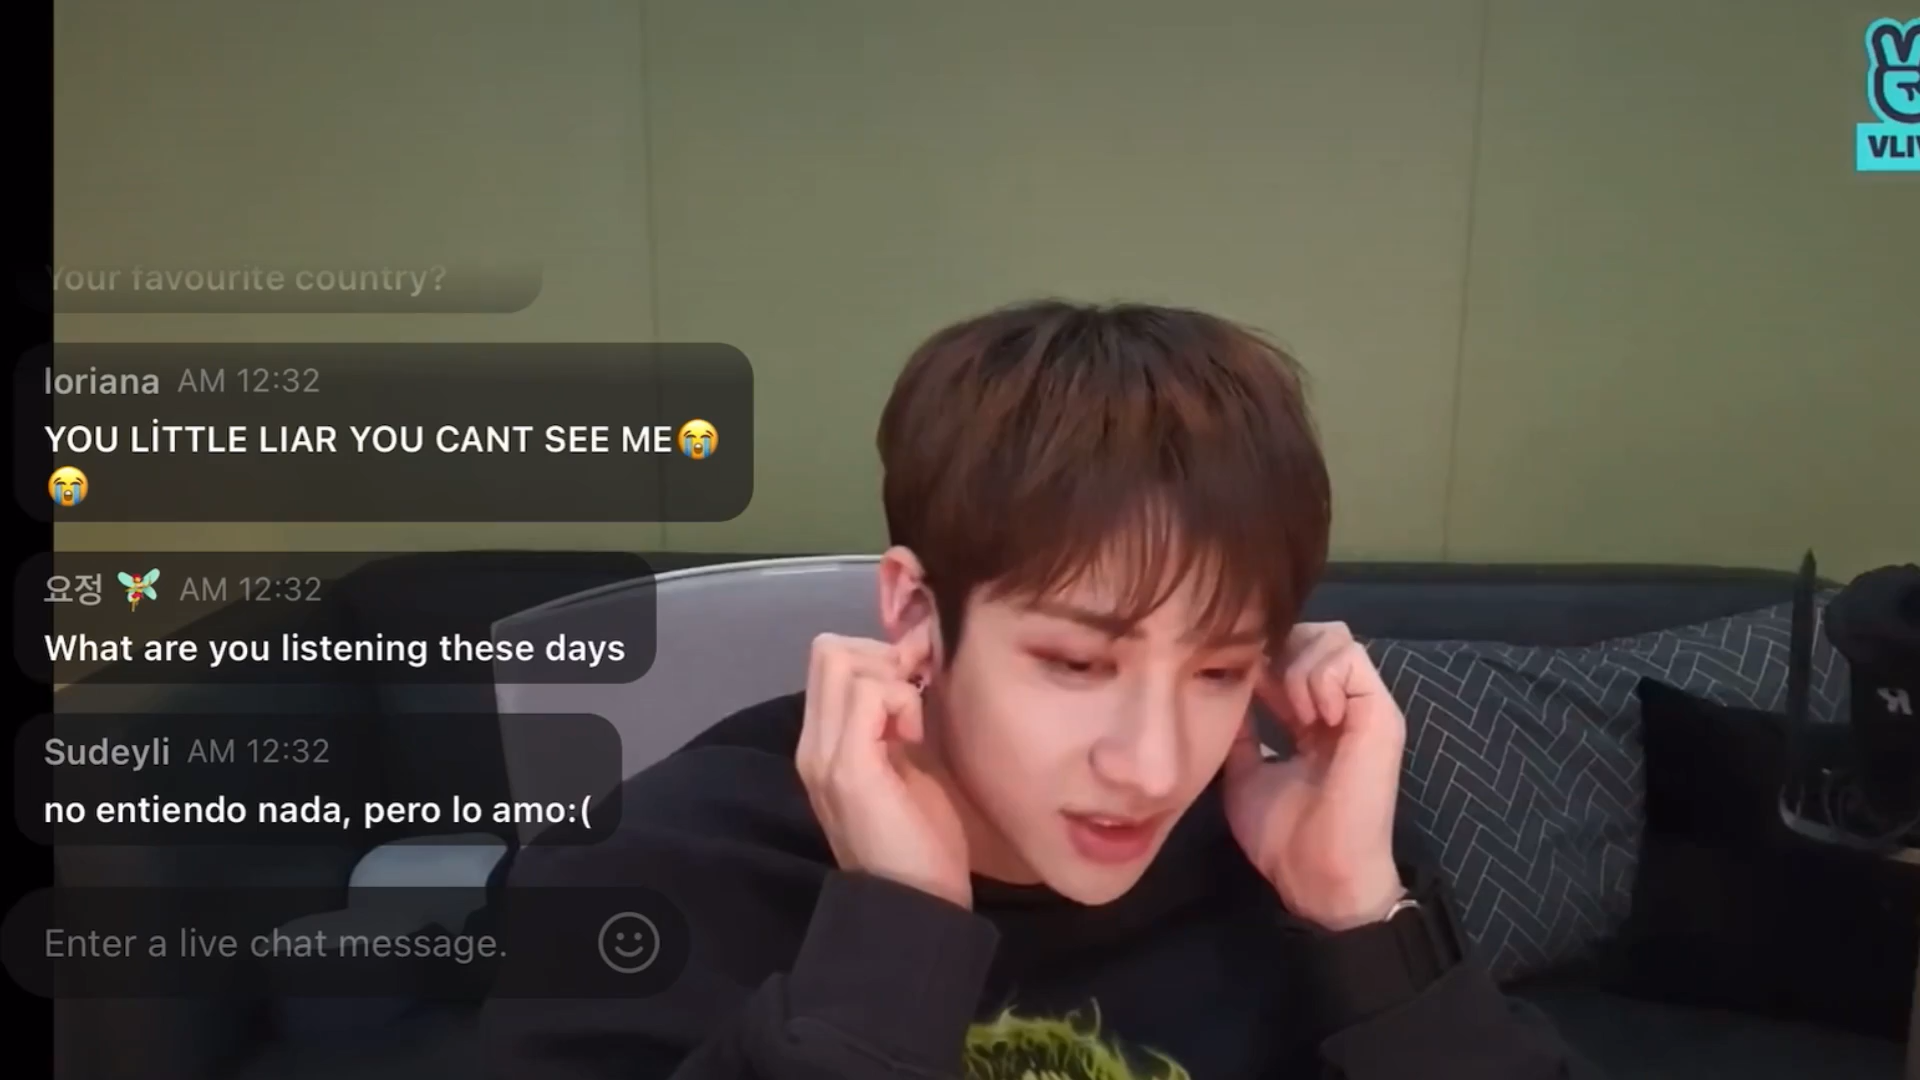 VLIV
Your favourite country?
loriana AM 12:32
YOU LİTTLE LIAR YOU CANT SEE ME😭
😭
요정 🧚 AM 12:32
What are you listening these days
Sudeyli AM 12:32
no entiendo nada, pero lo amo:(
Enter a live chat message.